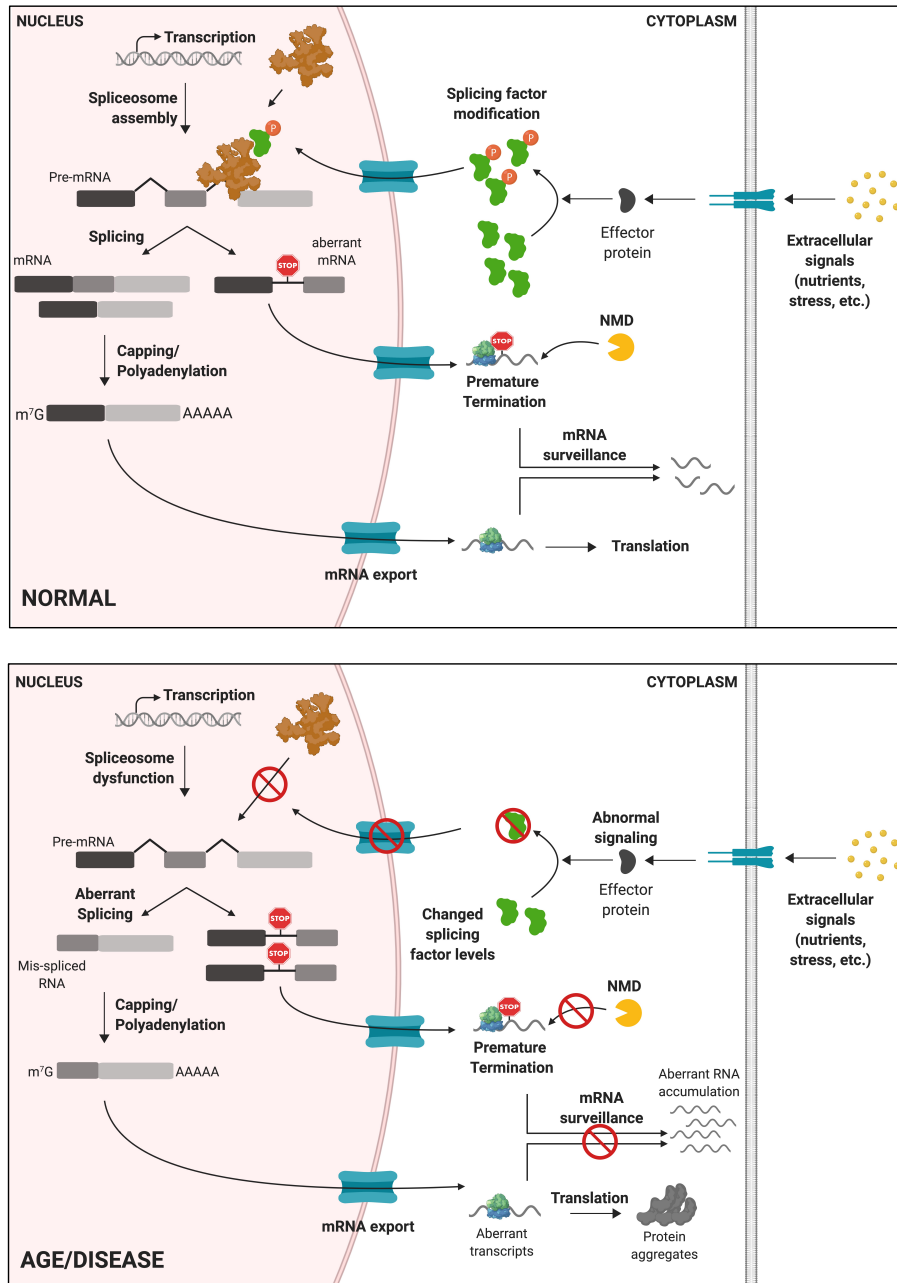 NUCLEUS
CYTOPLASM
Transcription
Spliceosome
assembly
P
Pre-mRNA
Splicing
mRNA
aberrant
mRNA
STOP
Capping/
Polyadenylation
m⁷G
AAAAA
Splicing factor
modification
P
P
P
Effector
protein
Extracellular
signals
(nutrients,
stress, etc.)
NMD
STOP
Premature
Termination
mRNA
surveillance
Translation
mRNA export
NORMAL
NUCLEUS
CYTOPLASM
Transcription
Spliceosome
dysfunction
Pre-mRNA
Aberrant
Splicing
STOP
STOP
Mis-spliced
RNA
Capping/
Polyadenylation
m⁷G
AAAAA
Abnormal
signaling
Effector
protein
Changed
splicing
factor levels
Extracellular
signals
(nutrients,
stress, etc.)
NMD
STOP
Premature
Termination
Aberrant RNA
accumulation
mRNA
surveillance
Translation
mRNA export
Aberrant
transcripts
Protein
aggregates
AGE/DISEASE